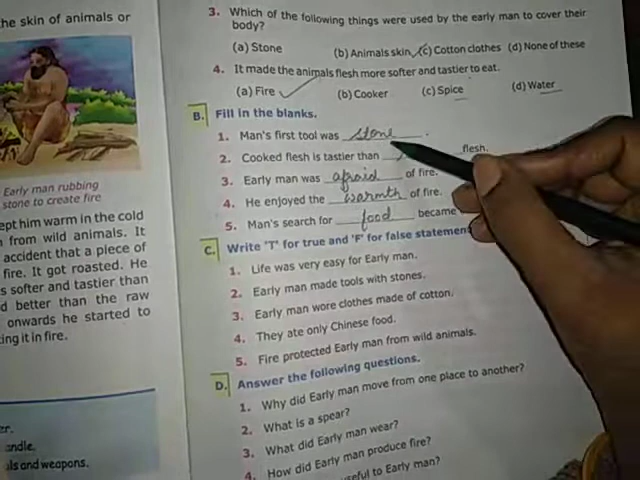 he skin of animals or
Early man rubbing
stone to create fire
ept him warm in the cold
from wild animals. It
accident that a piece of
fire. It got roasted. He
s softer and tastier than
d better than the raw
onwards he started to
ing it in fire.
er.
andle.
als and weapons.
3. Which of the following things were used by the early man to cover their
body?
(a) Stone (b) Animals skin (c) Cotton clothes (d) None of these
4. It made the animals flesh more softer and tastier to eat.
(a) Fire (b) Cooker (c) Spice (d) Water
B. Fill in the blanks.
1. Man's first tool was stone.
2. Cooked flesh is tastier than flesh.
3. Early man was afraid of fire.
4. He enjoyed the warmth of fire.
5. Man's search for food became
C. Write 'T' for true and 'F' for false statemen
1. Life was very easy for Early man.
2. Early man made tools with stones.
3. Early man wore clothes made of cotton.
4. They ate only Chinese food.
5. Fire protected Early man from wild animals.
D. Answer the following questions.
1. Why did Early man move from one place to another?
2. What is a spear?
3. What did Early man wear?
4. How did Early man produce fire?
eful to Early man?